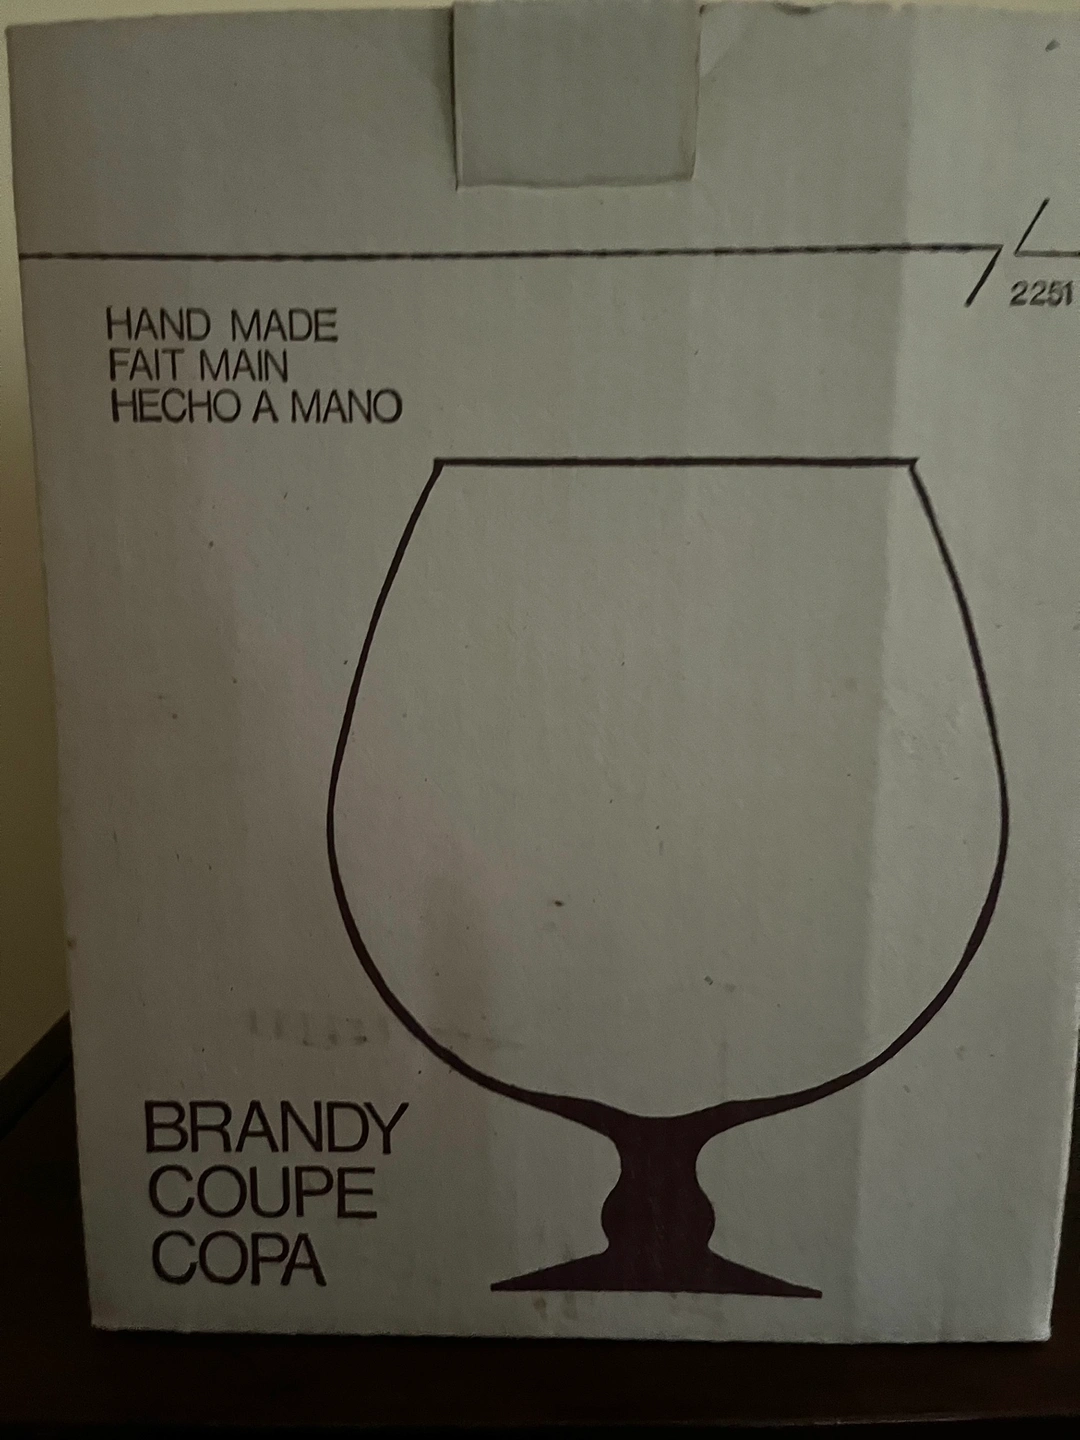 2251
HAND MADE
FAIT MAIN
HECHO A MANO
BRANDY
COUPE
COPA